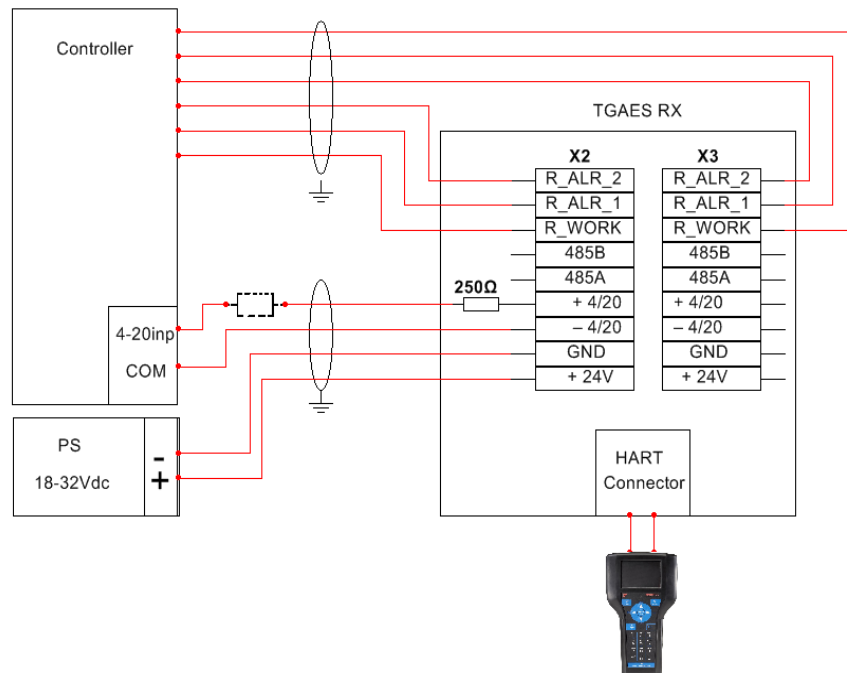 Controller
TGAES RX
X2
X3
R_ALR_2
R_ALR_2
R_ALR_1
R_ALR_1
R_WORK
R_WORK
485B
485B
485A
485A
250Ω
+ 4/20
+ 4/20
4-20inp
– 4/20
– 4/20
COM
GND
GND
+ 24V
+ 24V
PS
-
18-32Vdc
+
HART
Connector